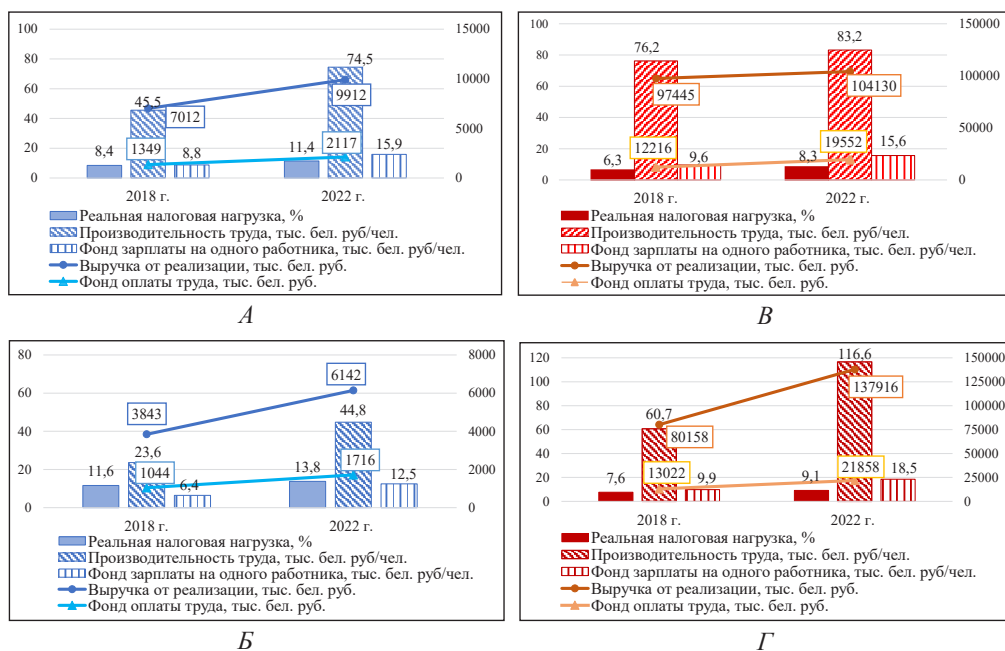 100
80
60
40
20
0
15000
10000
5000
0
45,5
74,5
7012
9912
1349
2117
8,4
8,8
11,4
15,9
2018 г.
2022 г.
Реальная налоговая нагрузка, %
Производительность труда, тыс. бел. руб/чел.
Фонд зарплаты на одного работника, тыс. бел. руб/чел.
Выручка от реализации, тыс. бел. руб.
Фонд оплаты труда, тыс. бел. руб.
А
100
80
60
40
20
0
150000
100000
50000
0
76,2
83,2
97445
104130
12216
19552
6,3
9,6
8,3
15,6
2018 г.
2022 г.
Реальная налоговая нагрузка, %
Производительность труда, тыс. бел. руб/чел.
Фонд зарплаты на одного работника, тыс. бел. руб/чел.
Выручка от реализации, тыс. бел. руб.
Фонд оплаты труда, тыс. бел. руб.
В
80
60
40
20
0
8000
6000
4000
2000
0
3843
6142
23,6
44,8
1044
1716
11,6
6,4
13,8
12,5
2018 г.
2022 г.
Реальная налоговая нагрузка, %
Производительность труда, тыс. бел. руб/чел.
Фонд зарплаты на одного работника, тыс. бел. руб/чел.
Выручка от реализации, тыс. бел. руб.
Фонд оплаты труда, тыс. бел. руб.
Б
120
100
80
60
40
20
0
150000
125000
100000
75000
50000
25000
0
60,7
116,6
80158
137916
13022
21858
7,6
9,9
9,1
18,5
2018 г.
2022 г.
Реальная налоговая нагрузка, %
Производительность труда, тыс. бел. руб/чел.
Фонд зарплаты на одного работника, тыс. бел. руб/чел.
Выручка от реализации, тыс. бел. руб.
Фонд оплаты труда, тыс. бел. руб.
Г